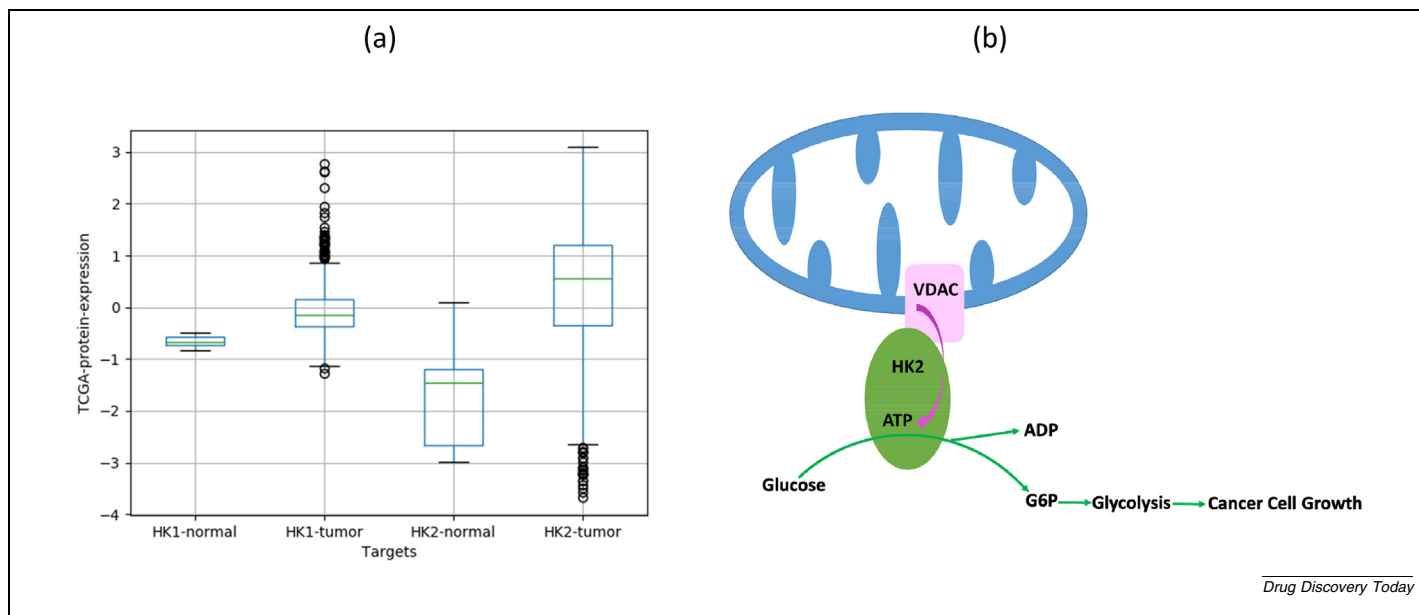 (a)
(b)
3
2
1
0
−1
−2
−3
−4
TCGA-protein-expression
HK1-normal
HK1-tumor
HK2-normal
HK2-tumor
Targets
VDAC
HK2
ATP
ADP
Glucose
G6P
Glycolysis
Cancer Cell Growth
Drug Discovery Today